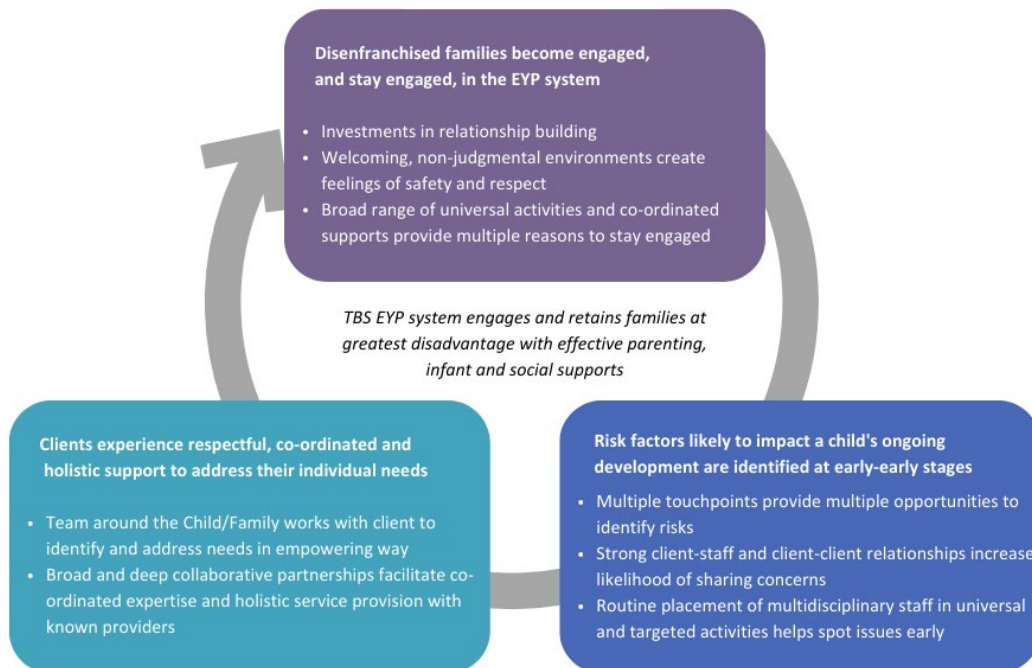 Disenfranchised families become engaged,
and stay engaged, in the EYP system
• Investments in relationship building
• Welcoming, non-judgmental environments create
feelings of safety and respect
• Broad range of universal activities and co-ordinated
supports provide multiple reasons to stay engaged
TBS EYP system engages and retains families at
greatest disadvantage with effective parenting,
infant and social supports
Clients experience respectful, co-ordinated and
holistic support to address their individual needs
• Team around the Child/Family works with client to
identify and address needs in empowering way
• Broad and deep collaborative partnerships facilitate co-
ordinated expertise and holistic service provision with
known providers
Risk factors likely to impact a child's ongoing
development are identified at early-early stages
• Multiple touchpoints provide multiple opportunities to
identify risks
• Strong client-staff and client-client relationships increase
likelihood of sharing concerns
• Routine placement of multidisciplinary staff in universal
and targeted activities helps spot issues early